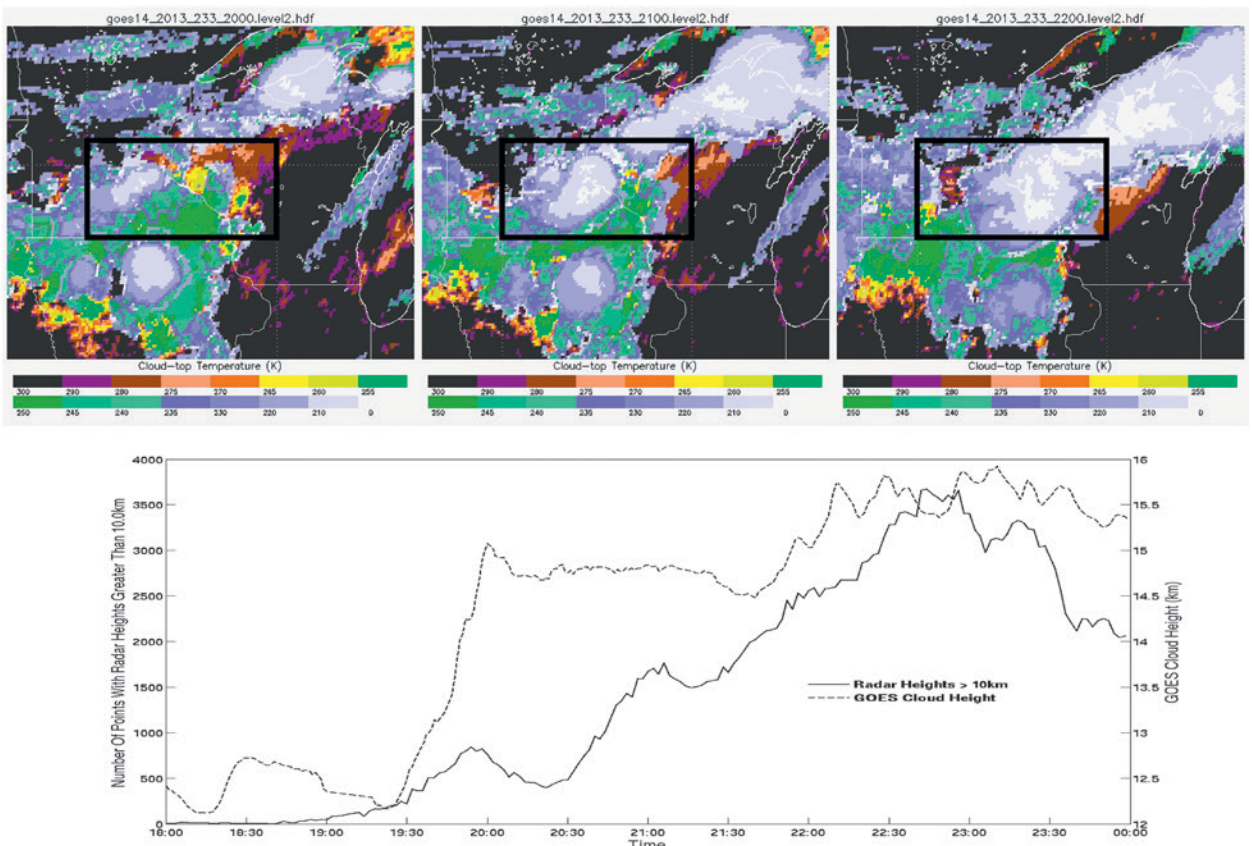 goes14_2013_233_2000.level2.hdf
goes14_2013_233_2100.level2.hdf
goes14_2013_233_2200.level2.hdf
Cloud-top Temperature (K)
300 290 280 275 270 265 260 255
250 245 240 235 230 220 210 0
Cloud-top Temperature (K)
300 290 280 275 270 265 260 255
250 245 240 235 230 220 210 0
Cloud-top Temperature (K)
300 290 280 275 270 265 260 255
250 245 240 235 230 220 210 0
Number Of Points With Radar Heights Greater Than 10.0km
4000
3500
3000
2500
2000
1500
1000
500
0
16
15.5
15
14.5
14
13.5
13
12.5
12
GOES Cloud Height (km)
Radar Heights > 10km
GOES Cloud Height
18:00 18:30 19:00 19:30 20:00 20:30 21:00 21:30 22:00 22:30 23:00 23:30 00:00
Time